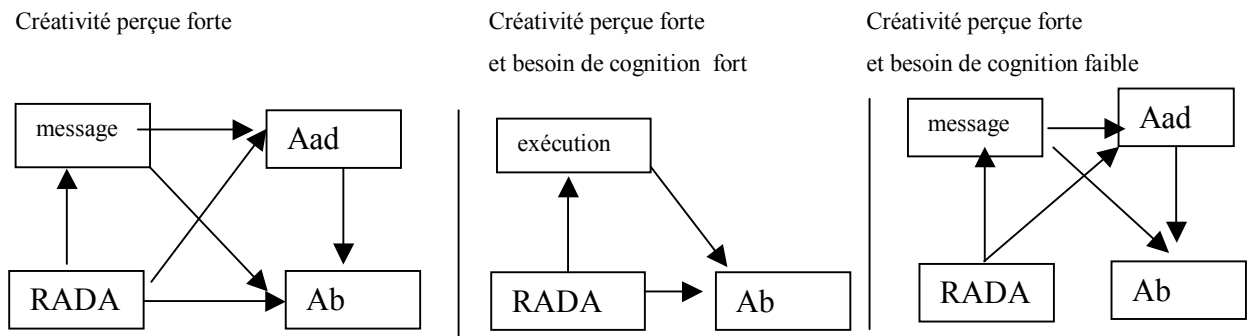 Créativité perçue forte
message
Aad
RADA
Ab
Créativité perçue forte
et besoin de cognition fort
exécution
RADA
Ab
Créativité perçue forte
et besoin de cognition faible
message
Aad
RADA
Ab